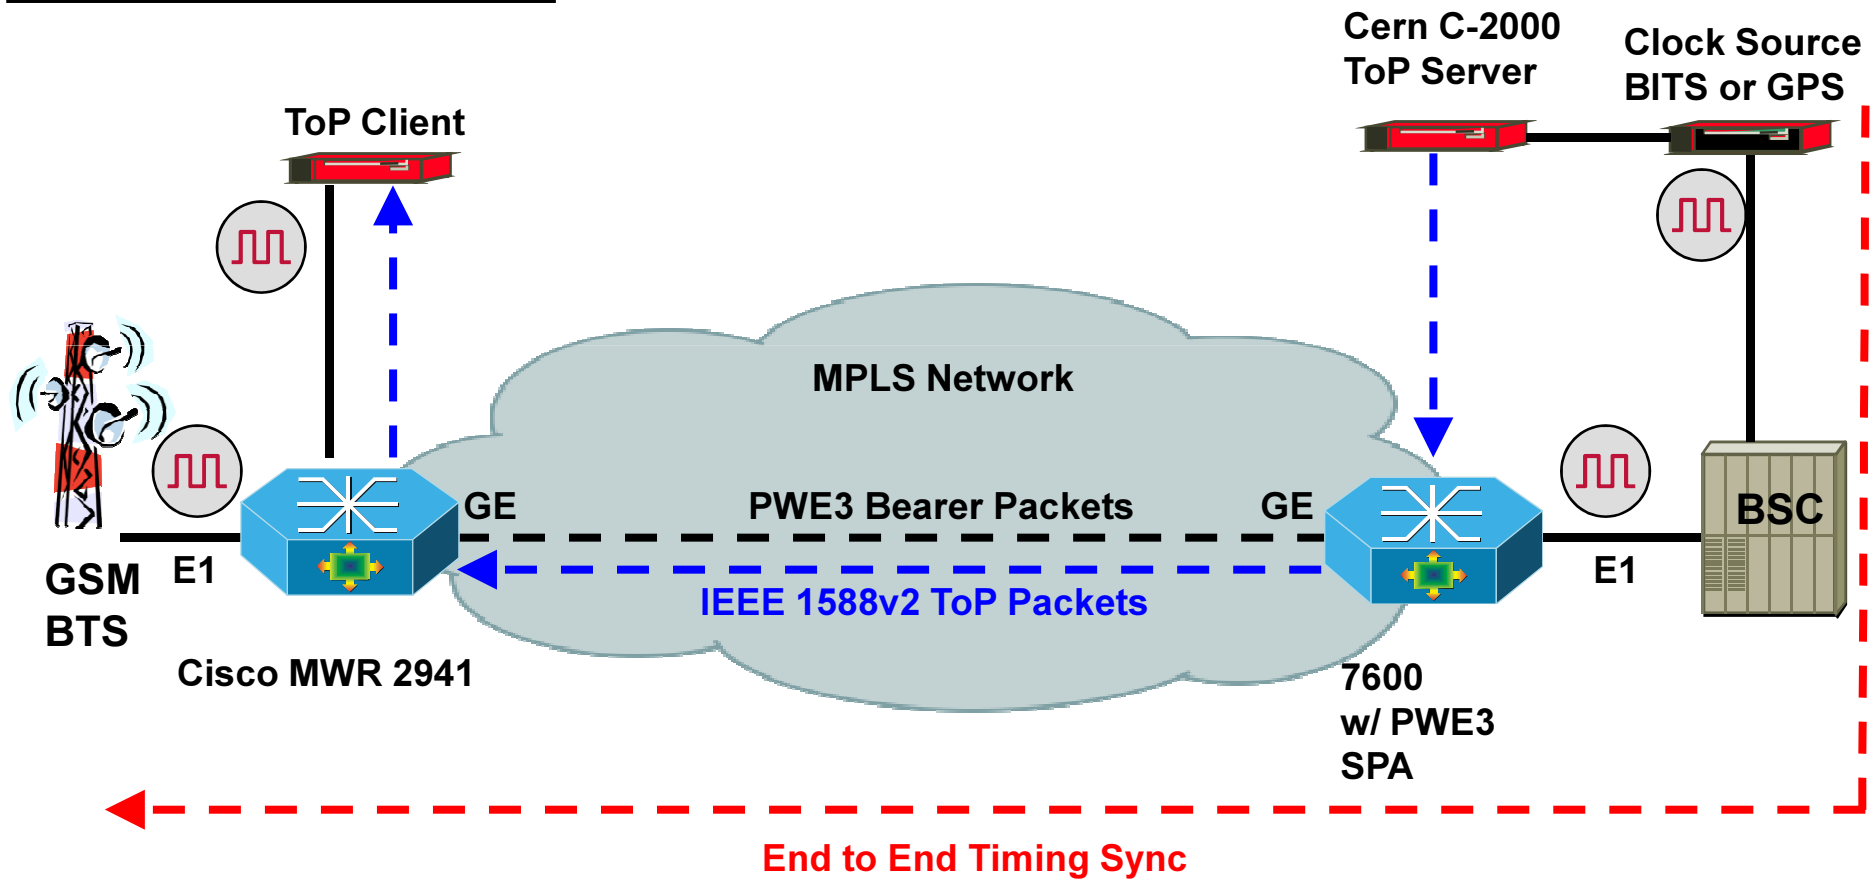 Cern C-2000
ToP Server
Clock Source
BITS or GPS
ToP Client
MPLS Network
GE
PWE3 Bearer Packets
GE
BSC
E1
E1
GSM
BTS
IEEE 1588v2 ToP Packets
Cisco MWR 2941
7600
w/ PWE3
SPA
End to End Timing Sync